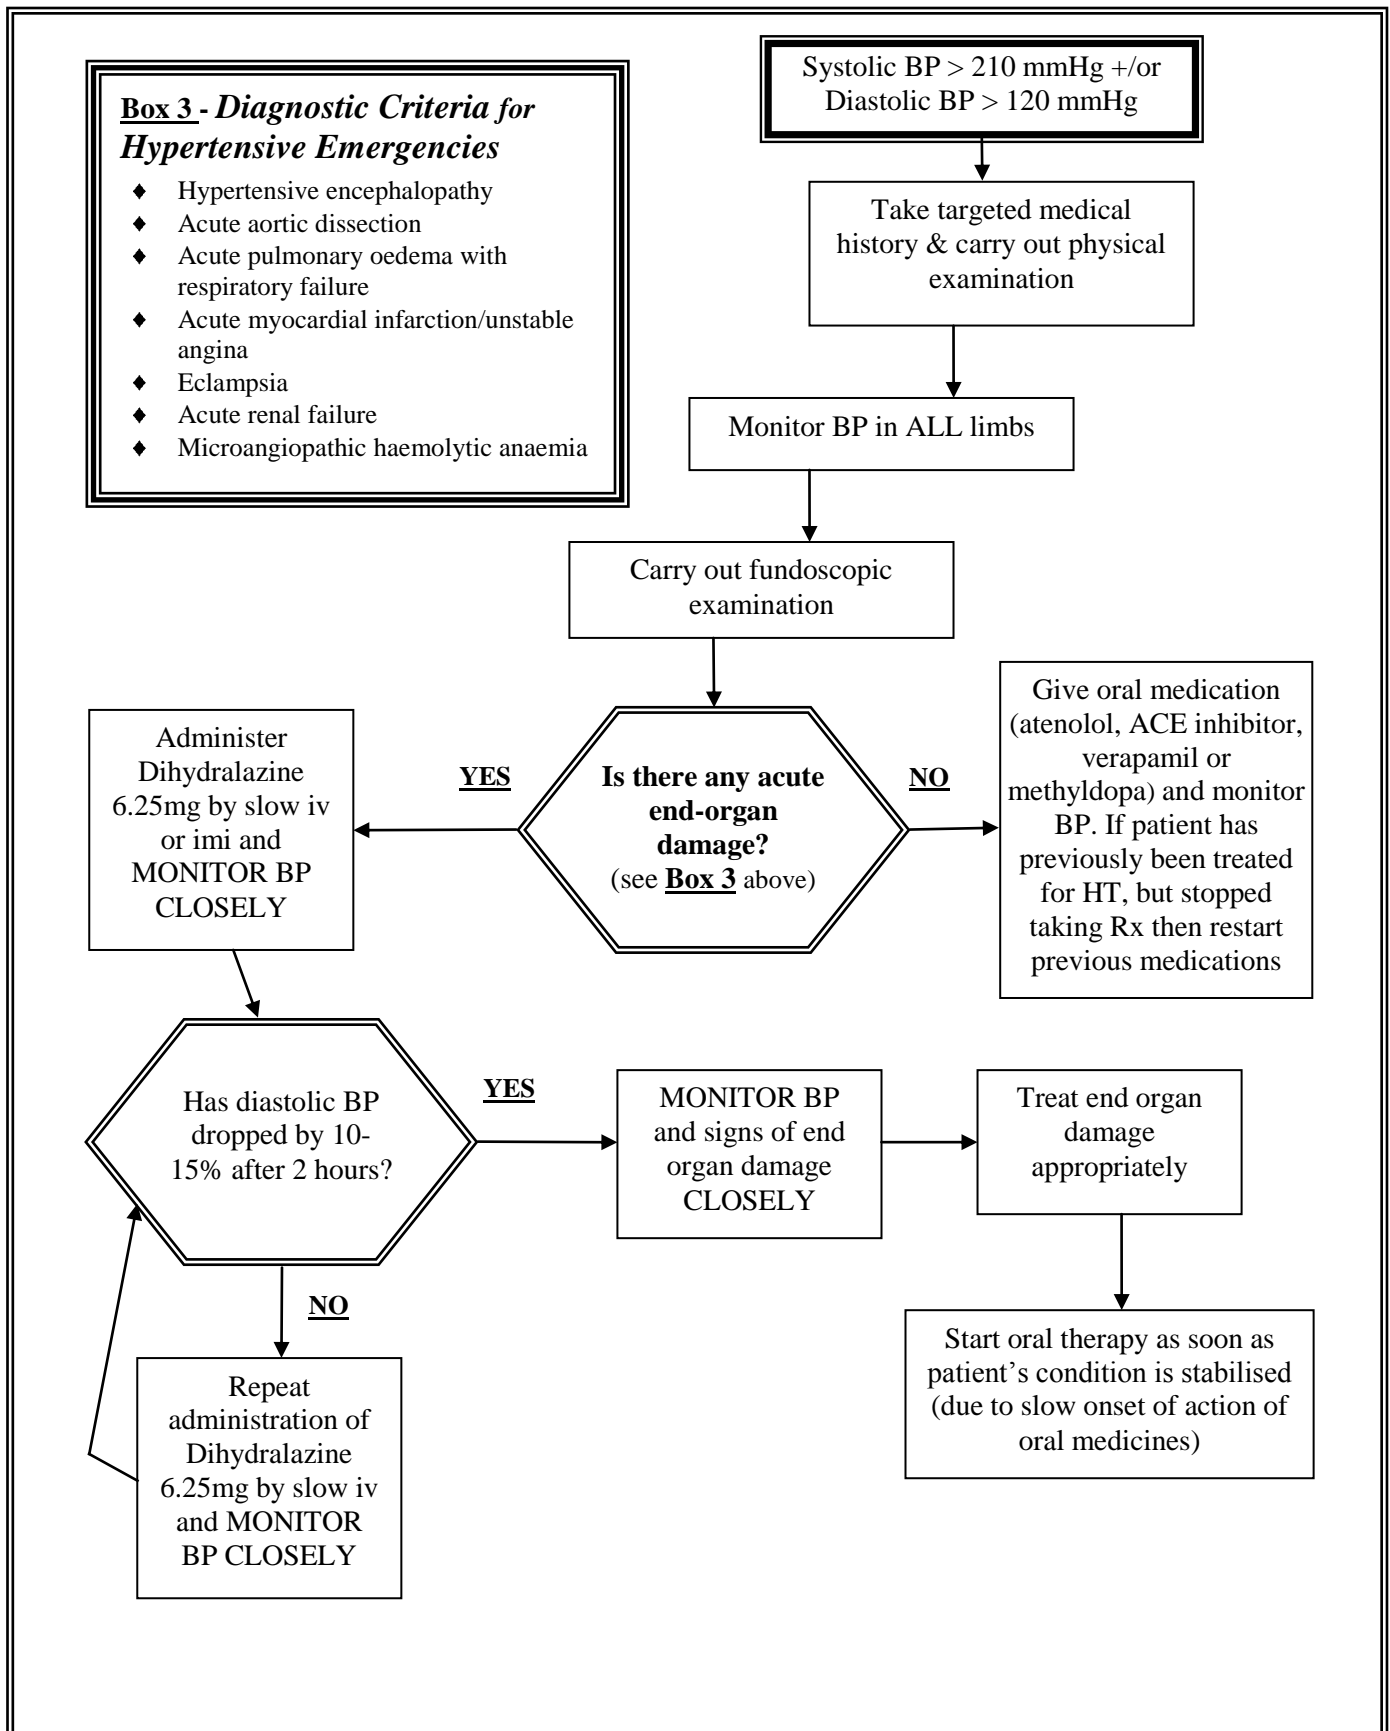 Box 3 - Diagnostic Criteria for
Hypertensive Emergencies
♦ Hypertensive encephalopathy
♦ Acute aortic dissection
♦ Acute pulmonary oedema with
respiratory failure
♦ Acute myocardial infarction/unstable
angina
♦ Eclampsia
♦ Acute renal failure
♦ Microangiopathic haemolytic anaemia
Systolic BP > 210 mmHg +/or
Diastolic BP > 120 mmHg
Take targeted medical
history & carry out physical
examination
Monitor BP in ALL limbs
Carry out fundoscopic
examination
Is there any acute
end-organ
damage?
(see Box 3 above)
NO
Give oral medication
(atenolol, ACE inhibitor,
verapamil or
methyldopa) and monitor
BP. If patient has
previously been treated
for HT, but stopped
taking Rx then restart
previous medications
YES
Administer
Dihydralazine
6.25mg by slow iv
or imi and
MONITOR BP
CLOSELY
Has diastolic BP
dropped by 10-
15% after 2 hours?
YES
MONITOR BP
and signs of end
organ damage
CLOSELY
Treat end organ
damage
appropriately
Start oral therapy as soon as
patient's condition is stabilised
(due to slow onset of action of
oral medicines)
NO
Repeat
administration of
Dihydralazine
6.25mg by slow iv
and MONITOR
BP CLOSELY